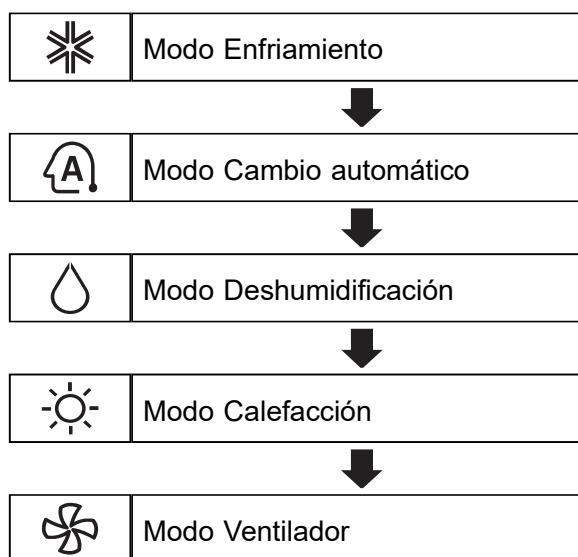 Modo Enfriamiento
A
Modo Cambio automático
Modo Deshumidificación
Modo Calefacción
Modo Ventilador